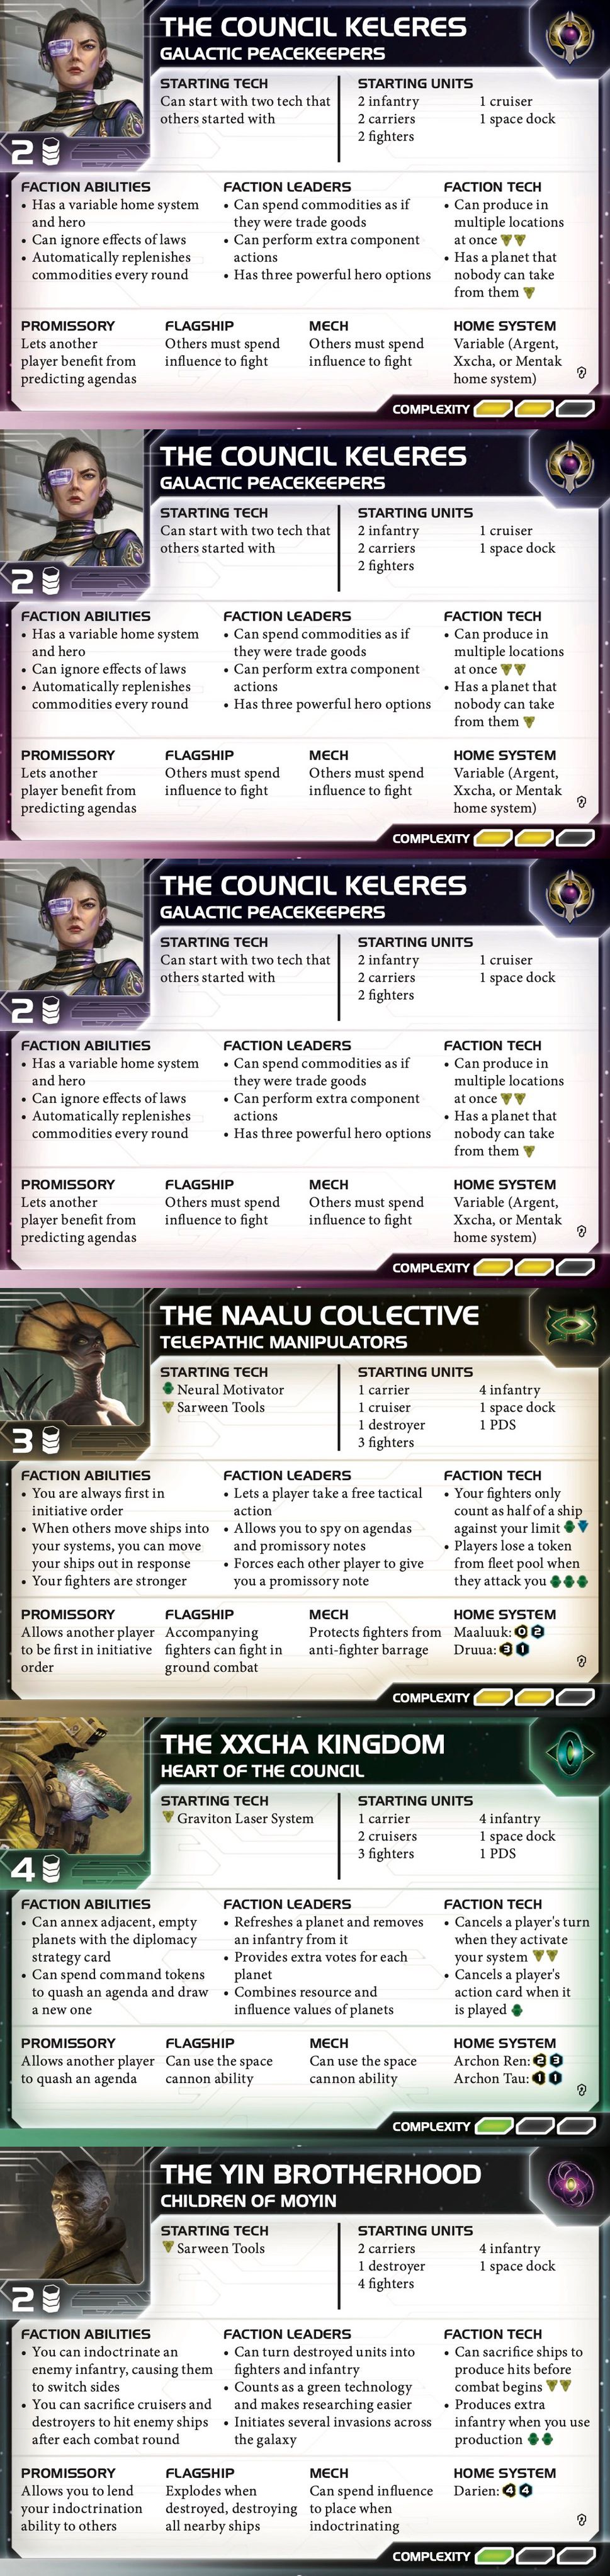 THE COUNCIL KELERES
GALACTIC PEACEKEEPERS
2
STARTING TECH
Can start with two tech that
others started with
STARTING UNITS
2 infantry
2 carriers
2 fighters
1 cruiser
1 space dock
FACTION ABILITIES
• Has a variable home system
and hero
• Can ignore effects of laws
• Automatically replenishes
commodities every round
FACTION LEADERS
• Can spend commodities as if
they were trade goods
• Can perform extra component
actions
• Has three powerful hero options
FACTION TECH
• Can produce in
multiple locations
at once
• Has a planet that
nobody can take
from them
PROMISSORY
Lets another
player benefit from
predicting agendas
FLAGSHIP
Others must spend
influence to fight
MECH
Others must spend
influence to fight
HOME SYSTEM
Variable (Argent,
Xxcha, or Mentak
home system)
COMPLEXITY
THE COUNCIL KELERES
GALACTIC PEACEKEEPERS
2
STARTING TECH
Can start with two tech that
others started with
STARTING UNITS
2 infantry
2 carriers
2 fighters
1 cruiser
1 space dock
FACTION ABILITIES
• Has a variable home system
and hero
• Can ignore effects of laws
• Automatically replenishes
commodities every round
FACTION LEADERS
• Can spend commodities as if
they were trade goods
• Can perform extra component
actions
• Has three powerful hero options
FACTION TECH
• Can produce in
multiple locations
at once
• Has a planet that
nobody can take
from them
PROMISSORY
Lets another
player benefit from
predicting agendas
FLAGSHIP
Others must spend
influence to fight
MECH
Others must spend
influence to fight
HOME SYSTEM
Variable (Argent,
Xxcha, or Mentak
home system)
COMPLEXITY
THE COUNCIL KELERES
GALACTIC PEACEKEEPERS
2
STARTING TECH
Can start with two tech that
others started with
STARTING UNITS
2 infantry
2 carriers
2 fighters
1 cruiser
1 space dock
FACTION ABILITIES
• Has a variable home system
and hero
• Can ignore effects of laws
• Automatically replenishes
commodities every round
FACTION LEADERS
• Can spend commodities as if
they were trade goods
• Can perform extra component
actions
• Has three powerful hero options
FACTION TECH
• Can produce in
multiple locations
at once
• Has a planet that
nobody can take
from them
PROMISSORY
Lets another
player benefit from
predicting agendas
FLAGSHIP
Others must spend
influence to fight
MECH
Others must spend
influence to fight
HOME SYSTEM
Variable (Argent,
Xxcha, or Mentak
home system)
COMPLEXITY
THE NAALU COLLECTIVE
TELEPATHIC MANIPULATORS
3
STARTING TECH
Neural Motivator
Sarween Tools
STARTING UNITS
1 carrier
1 cruiser
1 destroyer
3 fighters
4 infantry
1 space dock
1 PDS
FACTION ABILITIES
• You are always first in
initiative order
• When others move ships into
your systems, you can move
your ships out in response
• Your fighters are stronger
FACTION LEADERS
• Lets a player take a free tactical
action
• Allows you to spy on agendas
and promissory notes
• Forces each other player to give
you a promissory note
FACTION TECH
• Your fighters only
count as half of a ship
against your limit
• Players lose a token
from fleet pool when
they attack you
PROMISSORY
Allows another player
to be first in initiative
order
FLAGSHIP
Accompanying
fighters can fight in
ground combat
MECH
Protects fighters from
anti-fighter barrage
HOME SYSTEM
Maaluuk: 0 2
Druua: 3 1
COMPLEXITY
THE XXCHA KINGDOM
HEART OF THE COUNCIL
4
STARTING TECH
Graviton Laser System
STARTING UNITS
1 carrier
2 cruisers
3 fighters
4 infantry
1 space dock
1 PDS
FACTION ABILITIES
• Can annex adjacent, empty
planets with the diplomacy
strategy card
• Can spend command tokens
to quash an agenda and draw
a new one
FACTION LEADERS
• Refreshes a planet and removes
an infantry from it
• Provides extra votes for each
planet
• Combines resource and
influence values of planets
FACTION TECH
• Cancels a player's turn
when they activate
your system
• Cancels a player's
action card when it
is played
PROMISSORY
Allows another player
to quash an agenda
FLAGSHIP
Can use the space
cannon ability
MECH
Can use the space
cannon ability
HOME SYSTEM
Archon Ren: 2 3
Archon Tau: 1 1
COMPLEXITY
THE YIN BROTHERHOOD
CHILDREN OF MOYIN
2
STARTING TECH
Sarween Tools
STARTING UNITS
2 carriers
1 destroyer
4 fighters
4 infantry
1 space dock
FACTION ABILITIES
• You can indoctrinate an
enemy infantry, causing them
to switch sides
• You can sacrifice cruisers and
destroyers to hit enemy ships
after each combat round
FACTION LEADERS
• Can turn destroyed units into
fighters and infantry
• Counts as a green technology
and makes researching easier
• Initiates several invasions across
the galaxy
FACTION TECH
• Can sacrifice ships to
produce hits before
combat begins
• Produces extra
infantry when you use
production
PROMISSORY
Allows you to lend
your indoctrination
ability to others
FLAGSHIP
Explodes when
destroyed, destroying
all nearby ships
MECH
Can spend influence
to place when
indoctrinating
HOME SYSTEM
Darien: 4 4
COMPLEXITY